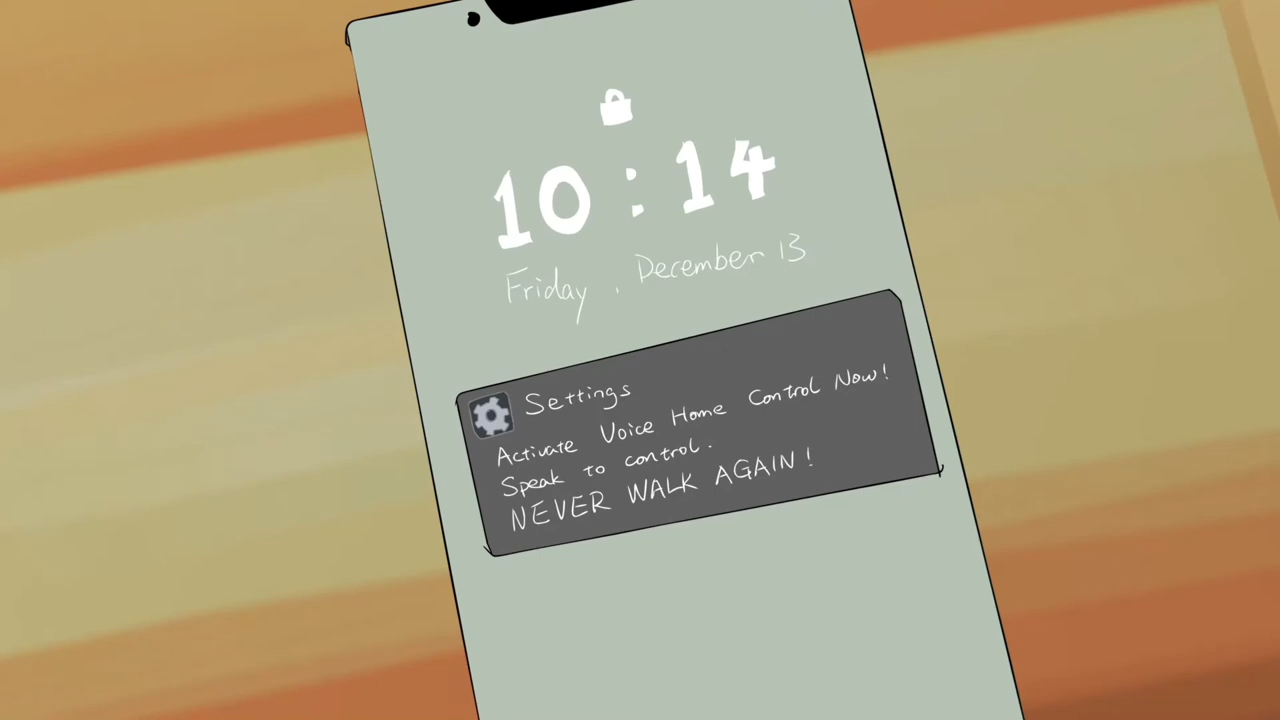 10:14
Friday, December 13
Settings
Activate Voice Home Control Now!
Speak to control.
NEVER WALK AGAIN!